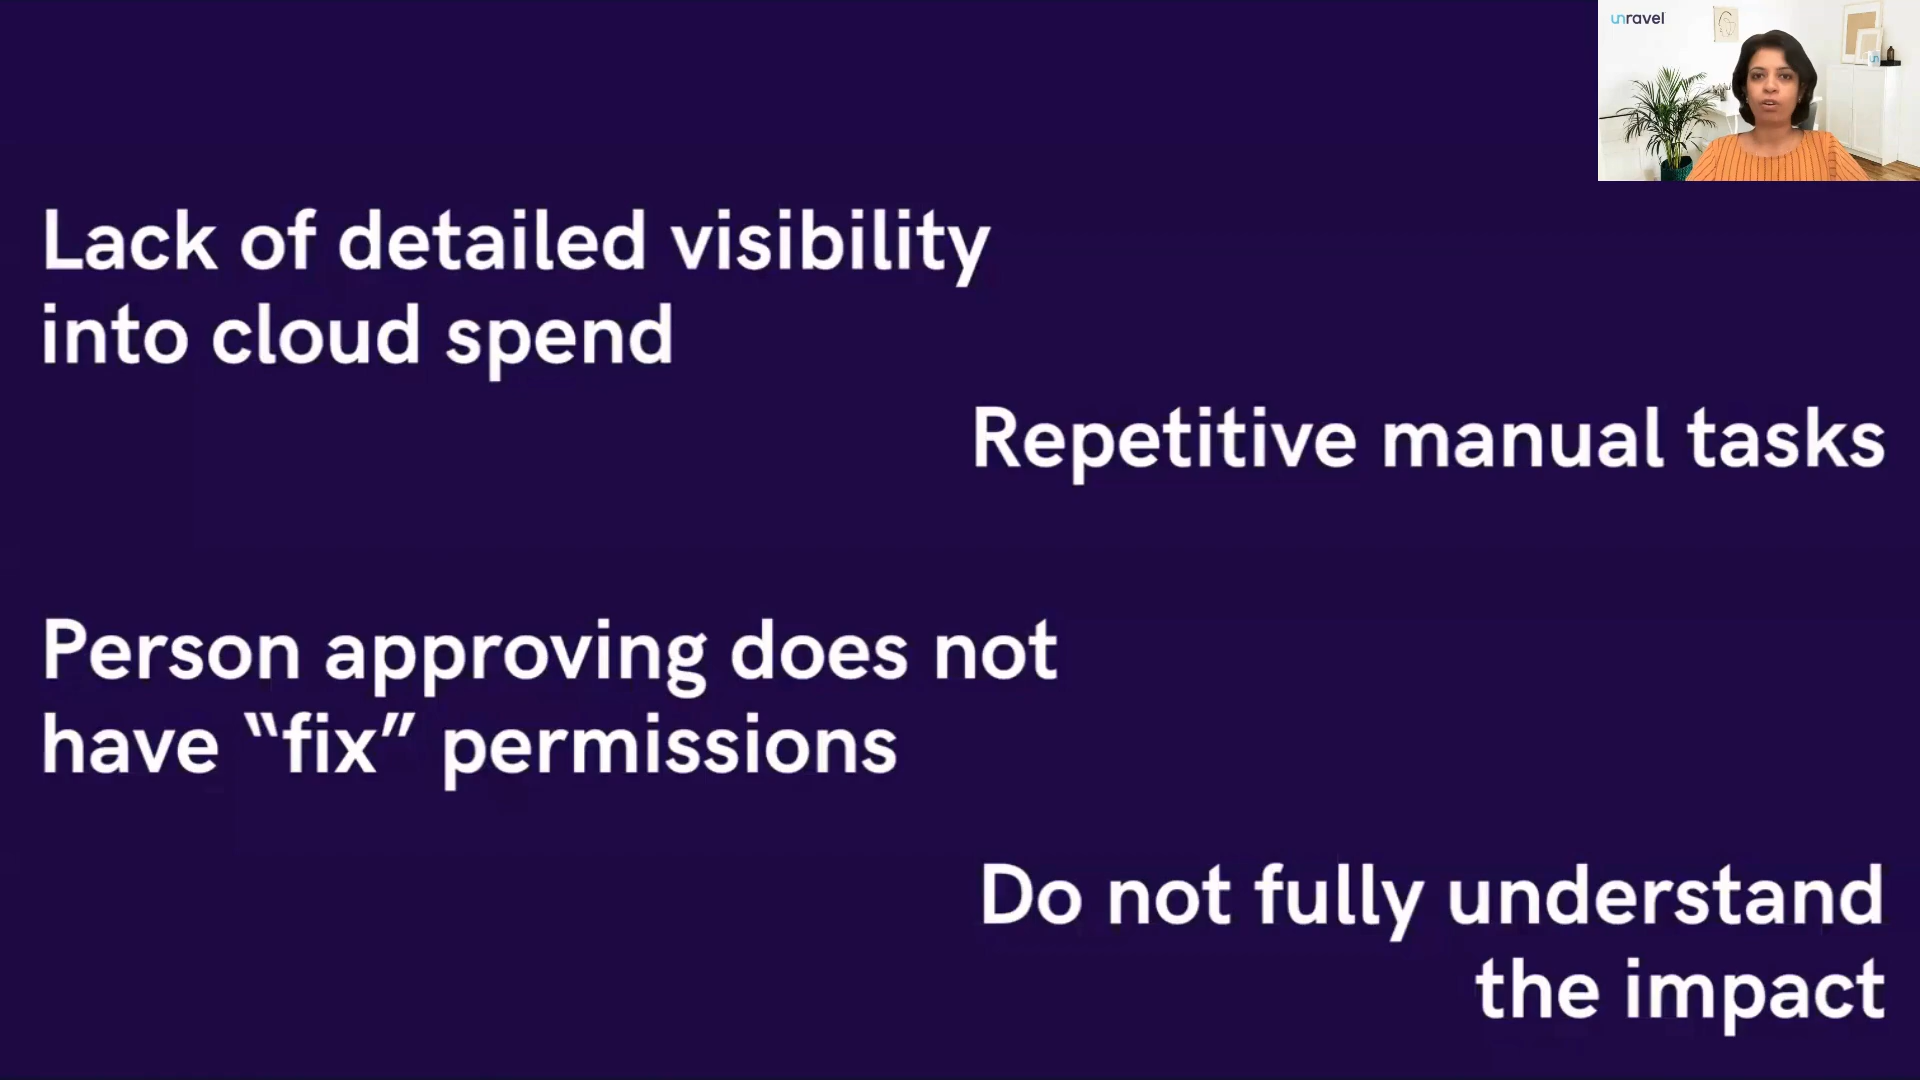 unravel
Lack of detailed visibility
into cloud spend
Repetitive manual tasks
Person approving does not
have “fix” permissions
Do not fully understand
the impact